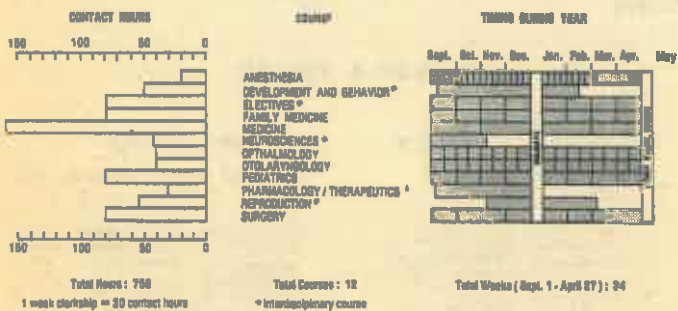 CONTACT HOURS
COURSE
TIMING DURING YEAR
150 100 0
Sept. Oct. Nov. Dec. Jan. Feb. Mar. Apr. May
ANESTHESIA
DEVELOPMENT AND BEHAVIOR*
ELECTIVES*
FAMILY MEDICINE
MEDICINE
NEUROSCIENCES*
OPTHALMOLOGY
OTOLARYNGOLOGY
PEDIATRICS
PHARMACOLOGY / THERAPEUTICS *
REPRODUCTION*
SURGERY
150 100 0
Total Hours: 756
Total Courses: 12
Total Weeks (Sept. 1 - April 27): 34
1 week clerkship = 20 contact hours
* Interdisciplinary course